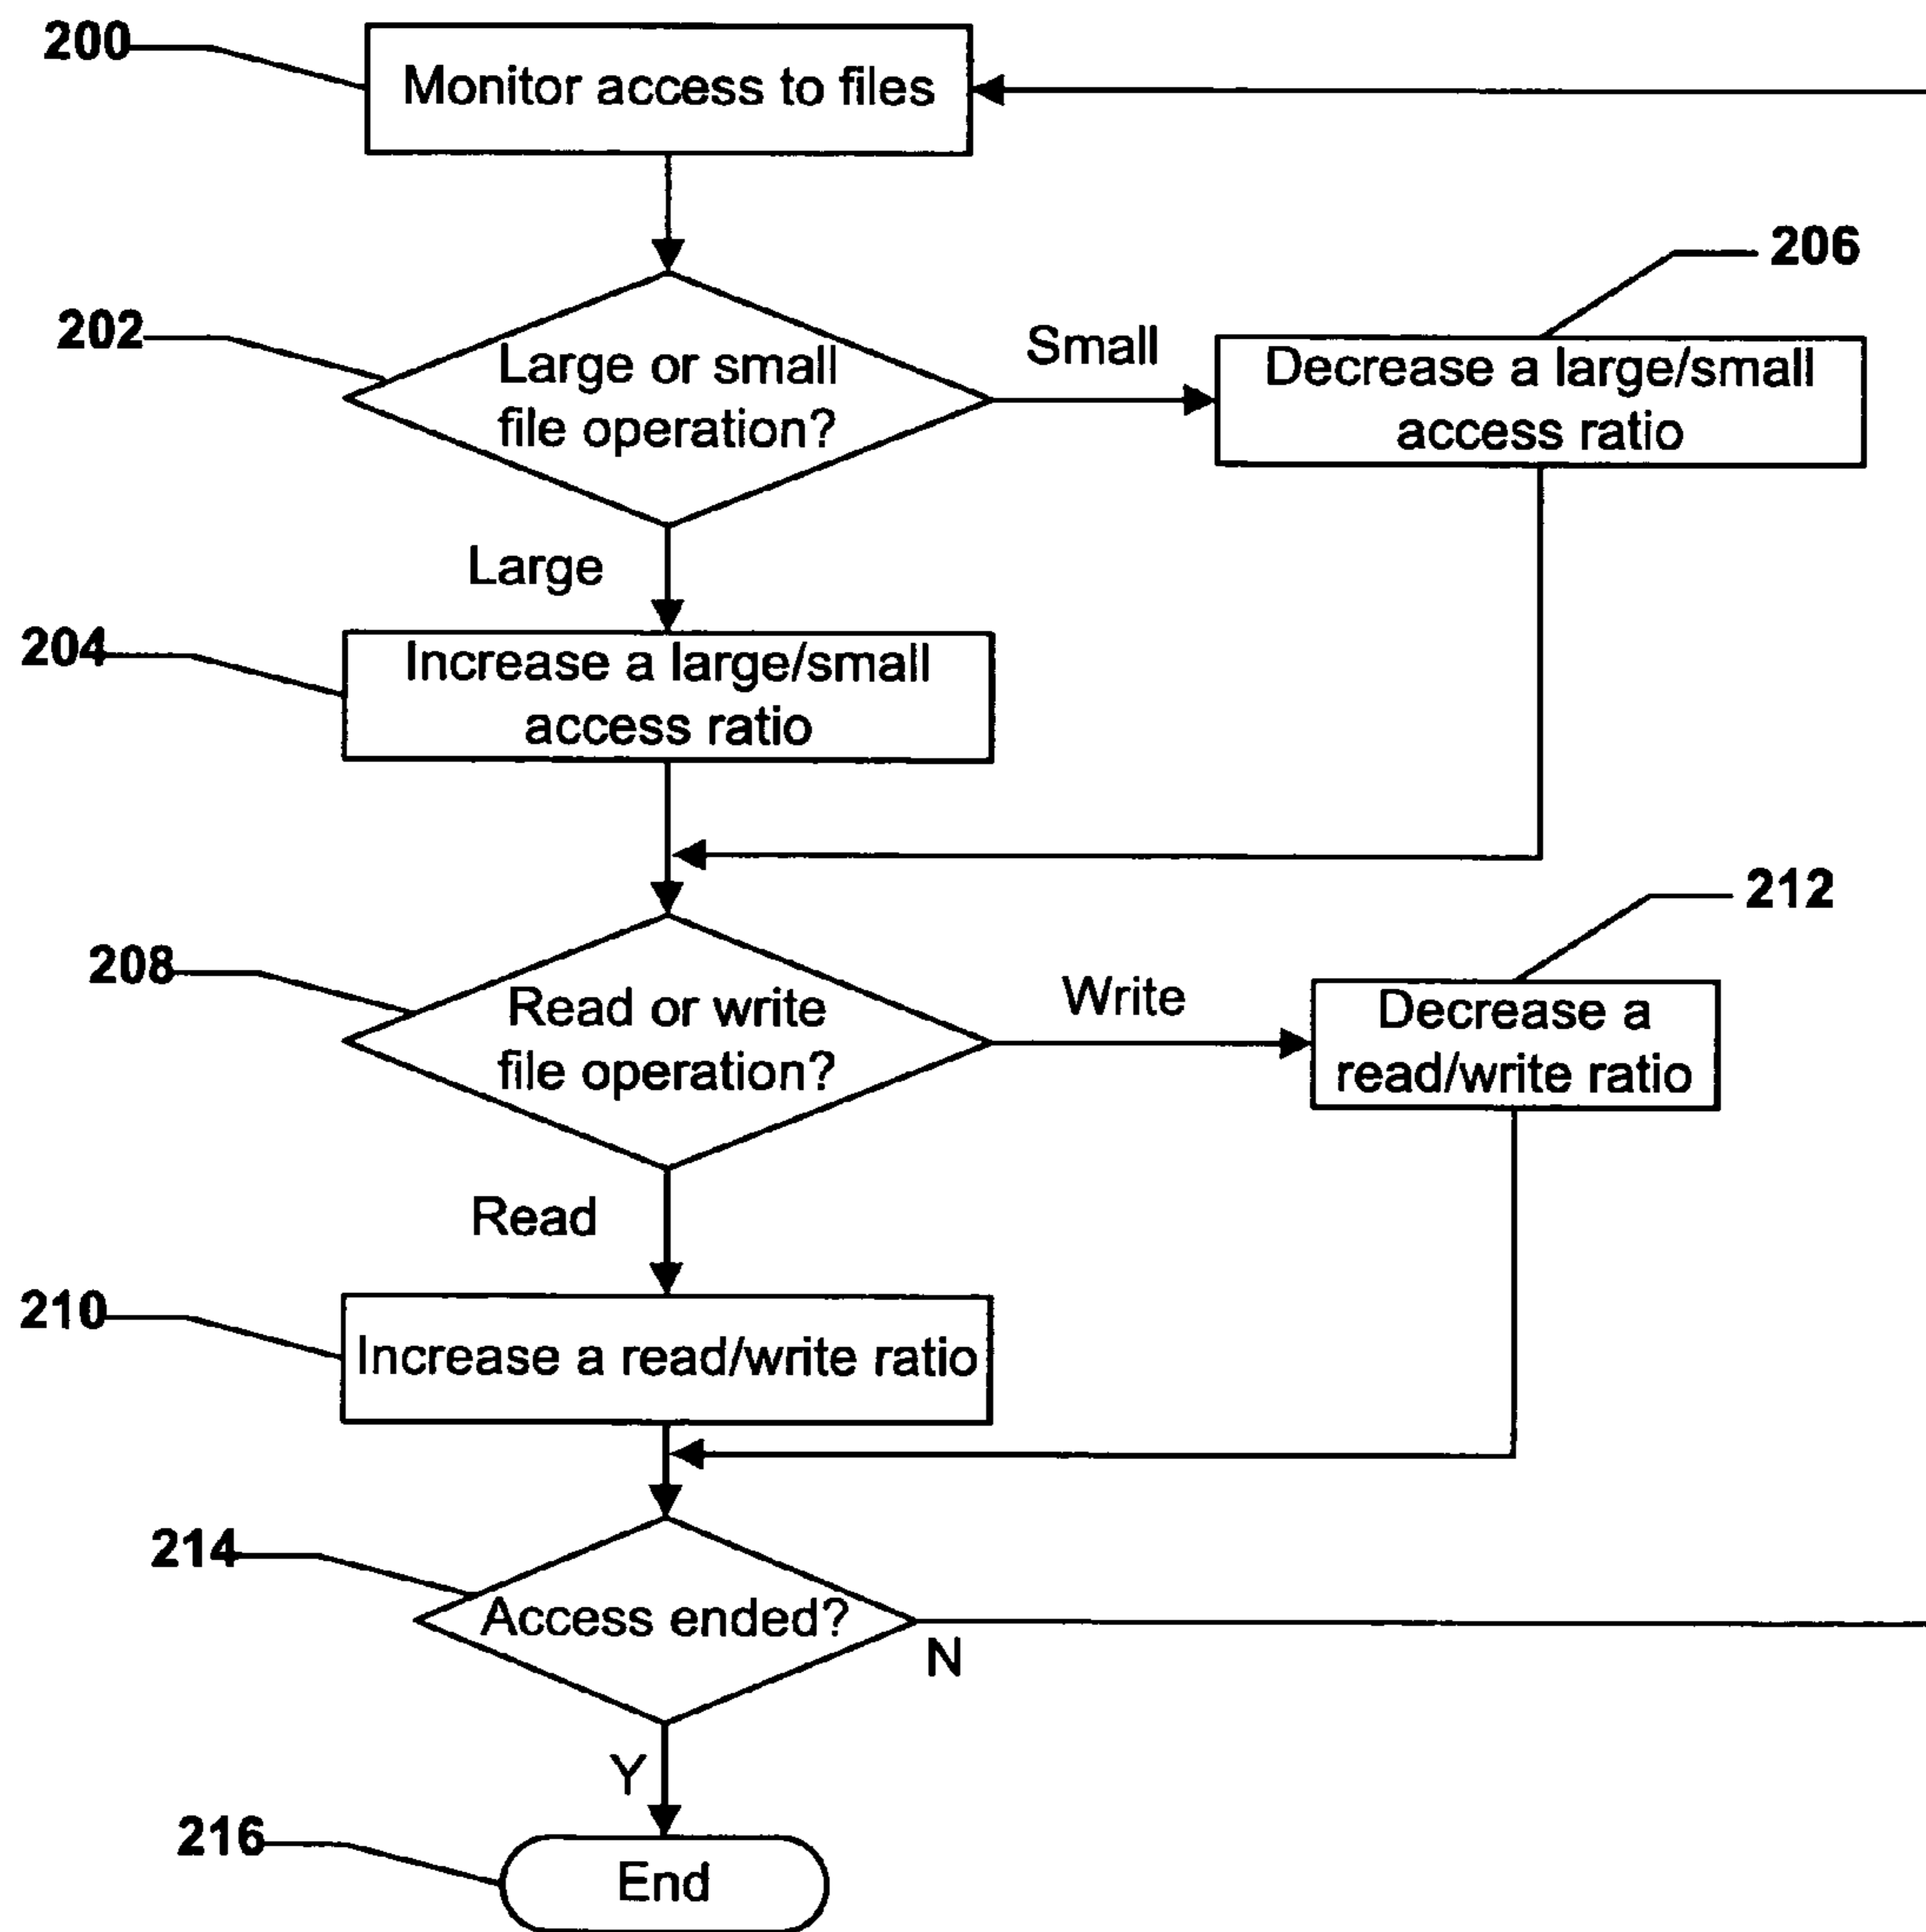 200
Monitor access to files
206
202
Large or small
file operation?
Small
Decrease a large/small
access ratio
Large
204
Increase a large/small
access ratio
212
208
Read or write
file operation?
Write
Decrease a
read/write ratio
Read
210
Increase a read/write ratio
214
Access ended?
N
Y
216
End